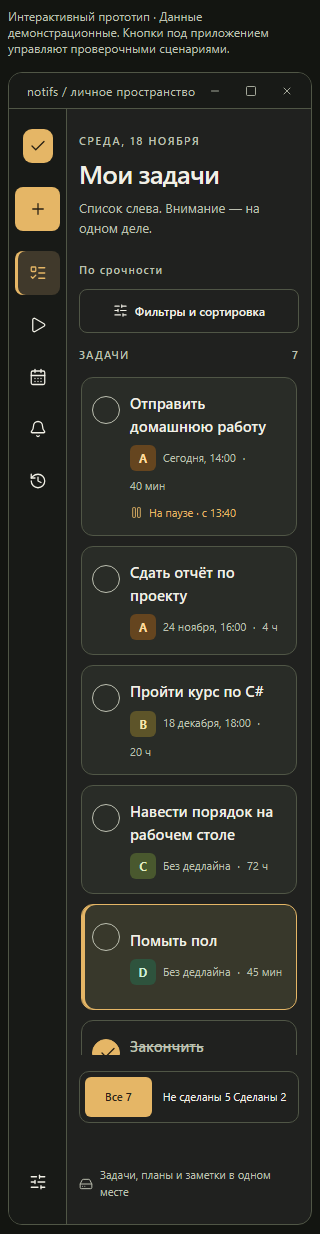 Интерактивный прототип · Данные
демонстрационные. Кнопки под приложением
управляют проверочными сценариями.
notifs / личное пространство
СРЕДА, 18 НОЯБРЯ
Мои задачи
Список слева. Внимание — на
одном деле.
По срочности
Фильтры и сортировка
ЗАДАЧИ 7
Отправить
домашнюю работу
A Сегодня, 14:00 ·
40 мин
На паузе · с 13:40
Сдать отчёт по
проекту
A 24 ноября, 16:00 · 4 ч
Пройти курс по C#
B 18 декабря, 18:00 ·
20 ч
Навести порядок на
рабочем столе
C Без дедлайна · 72 ч
Помыть пол
D Без дедлайна · 45 мин
Закончить
Все 7 Не сделаны 5 Сделаны 2
Задачи, планы и заметки в одном
месте